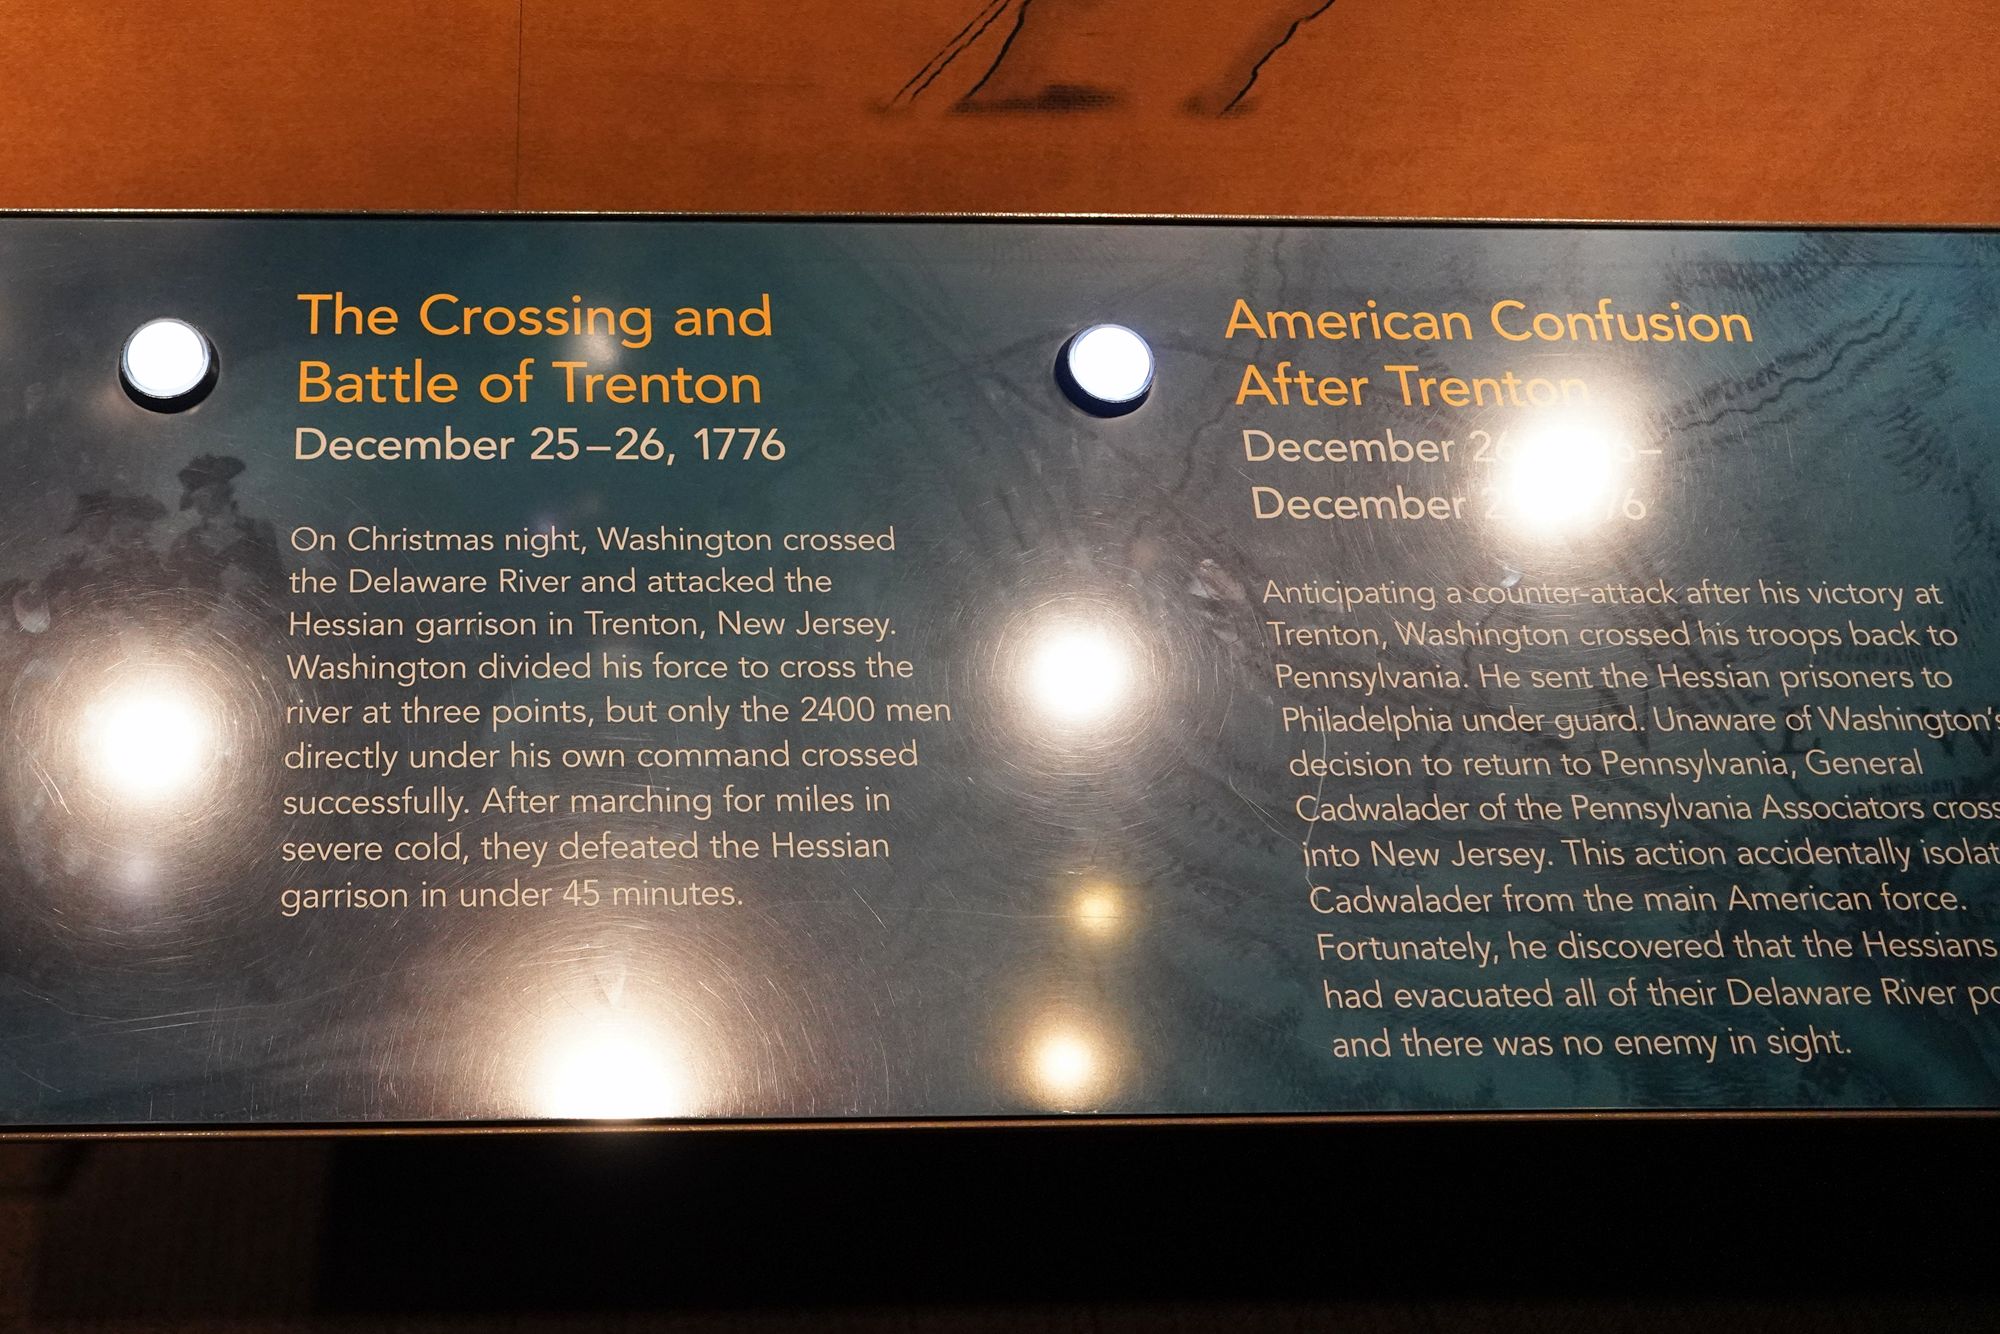 The Crossing and
Battle of Trenton
December 25–26, 1776
On Christmas night, Washington crossed
the Delaware River and attacked the
Hessian garrison in Trenton, New Jersey.
Washington divided his force to cross the
river at three points, but only the 2400 men
directly under his own command crossed
successfully. After marching for miles in
severe cold, they defeated the Hessian
garrison in under 45 minutes.
American Confusion
After Trenton
December
December
Anticipating a counter-attack after his victory at
Trenton, Washington crossed his troops back to
Pennsylvania. He sent the Hessian prisoners to
Philadelphia under guard. Unaware of Washington's
decision to return to Pennsylvania, General
Cadwalader of the Pennsylvania Associators
into New Jersey. This action accidentally
Cadwalader from the main American force.
Fortunately, he discovered that the Hessians
had evacuated all of their Delaware River
and there was no enemy in sight.